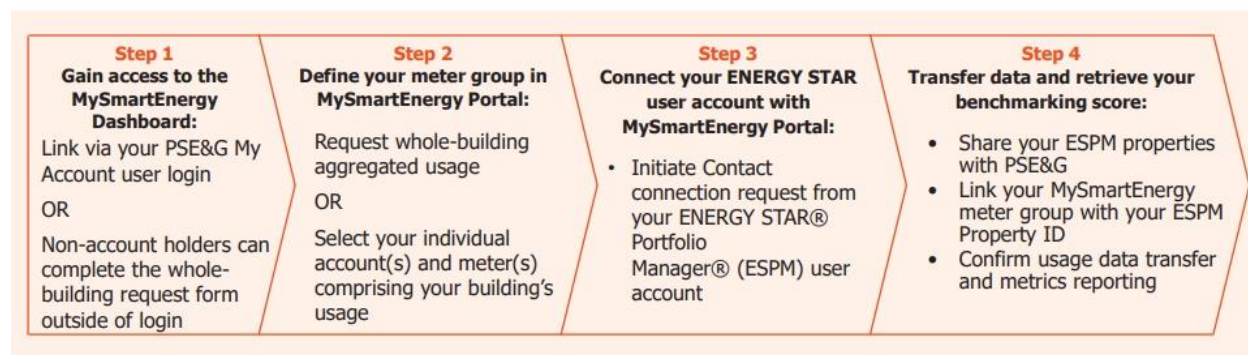 Step 1
Gain access to the
MySmartEnergy
Dashboard:
Link via your PSE&G My
Account user login
OR
Non-account holders can
complete the whole-
building request form
outside of login
Step 2
Define your meter group in
MySmartEnergy Portal:
Request whole-building
aggregated usage
OR
Select your individual
account(s) and meter(s)
comprising your building's
usage
Step 3
Connect your ENERGY STAR
user account with
MySmartEnergy Portal:
• Initiate Contact
connection request from
your ENERGY STAR®
Portfolio
Manager® (ESPM) user
account
Step 4
Transfer data and retrieve your
benchmarking score:
• Share your ESPM properties
with PSE&G
• Link your MySmartEnergy
meter group with your ESPM
Property ID
• Confirm usage data transfer
and metrics reporting